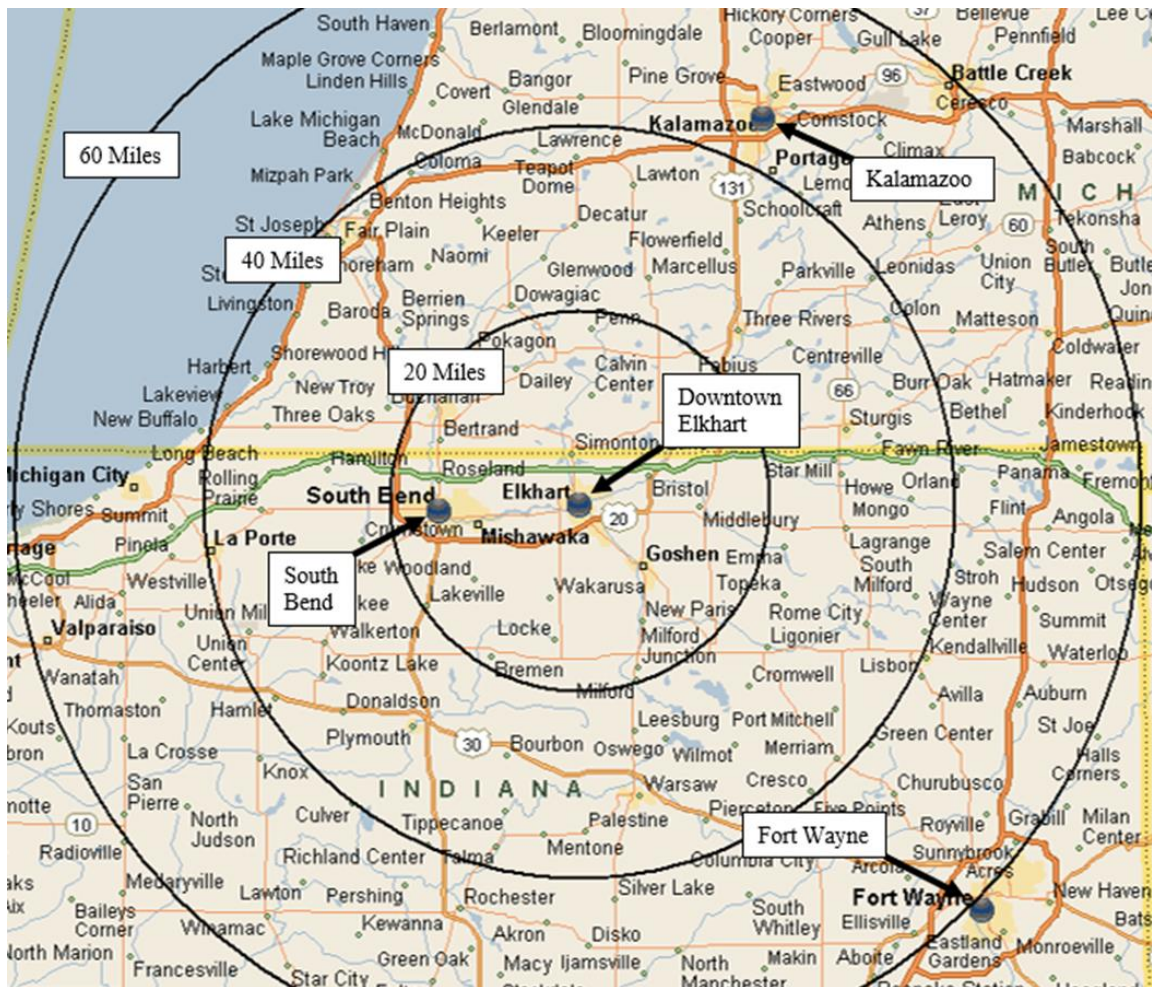 South Haven
Berlamont
Bloomingdale
Hickory Corners
Cooper
37
Bellevue
Lee
Gull Lake
Pennfield
Maple Grove Corners
Linden Hills
Bangor
Pine Grove
Eastwood
96
Battle Creek
Covert
Glendale
Ceresco
Lake Michigan
Beach
McDonald
Lawrence
Kalamazoo
Comstock
Marshall
60 Miles
Coloma
Teapot
Dome
Portage
Climax
Babcock
Mizpah Park
Lawton
131
Kalamazoo
MICH
Benton Heights
Decatur
Schoolcraft
Leroy
Tekonsha
St Joseph
Fair Plain
Keeler
Flowerfield
Athens
60
South
Butler
40 Miles
Naomi
Glenwood
Marcellus
Parkville
Leonidas
Union
City
Livingston
Baroda
Berrien
Springs
Dowagiac
Penn
Three Rivers
Colon
Matteson
Pokagon
Coldwater
Harbert
New Troy
20 Miles
Dailey
Calvin
Center
Centreville
Burr Oak
Hatmaker
Lakeview
Three Oaks
Downtown
Elkhart
66
Sturgis
Bethel
Kinderhook
New Buffalo
Bertrand
Simonton
Fawn River
Jamestown
Long Beach
Hamilton
Roseland
Star Mill
Panama
Fremont
Michigan City
Rolling
Prairie
South Bend
Elkhart
Bristol
Howe
Orland
Mongo
Flint
Angola
Summit
20
Middlebury
Pinola
La Porte
Mishawaka
Lagrange
Salem Center
Goshen
Emma
South
Milford
Westville
South
Bend
Woodland
Wakarusa
Topeka
Stroh
Hudson
Alida
Lakeville
New Paris
Rome City
Wayne
Center
Summit
Valparaiso
Union
Center
Walkerton
Locke
Milford
Junction
Ligonier
Kendallville
Waterloo
Wanatah
Koontz Lake
Bremen
Cromwell
Lisbon
Thomaston
Hamlet
Donaldson
Milford
Avilla
Auburn
Kouts
Plymouth
30
Bourbon
Leesburg
Port Mitchell
Green Center
St Joe
La Crosse
Oswego
Wilmot
Merriam
Halls
Corners
San
Pierre
Knox
INDIANA
Warsaw
Cresco
Churubusco
10
North
Judson
Culver
Tippecanoe
Palestine
Pierceton
Five Points
Royville
Grabill
Milan
Center
Radioville
Richland Center
Talma
Mentone
Fort Wayne
Columbia City
Arcola
Sunnybrook
Acres
Medaryville
Lawton
Pershing
Rochester
Silver Lake
Fort Wayne
New Haven
Baileys
Corner
Winamac
Kewanna
Akron
Disko
South
Whitley
Ellisville
North Marion
Francesville
Star City
Green Oak
Macy
Ijamsville
North
Manchester
Makin
Aboite
Eastland
Gardens
Monroeville